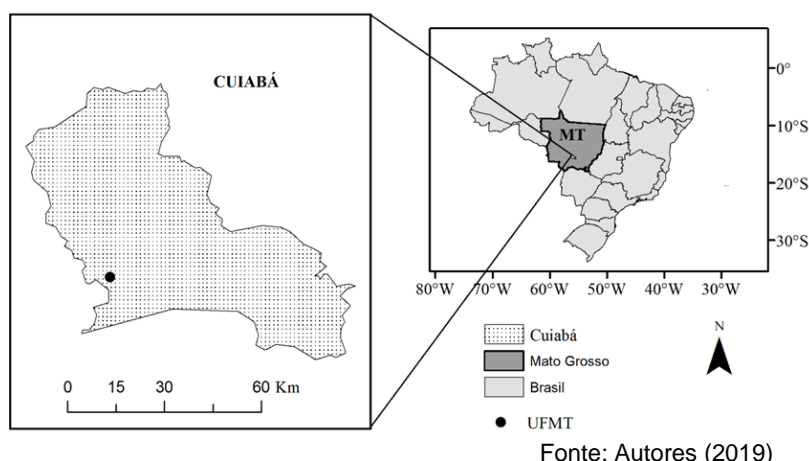 CUIABÁ
0 15 30 60 Km
MT
0°
10°S
20°S
30°S
80°W 70°W 60°W 50°W 40°W 30°W
N
Cuiabá
Mato Grosso
Brasil
UFMT
Fonte: Autores (2019)